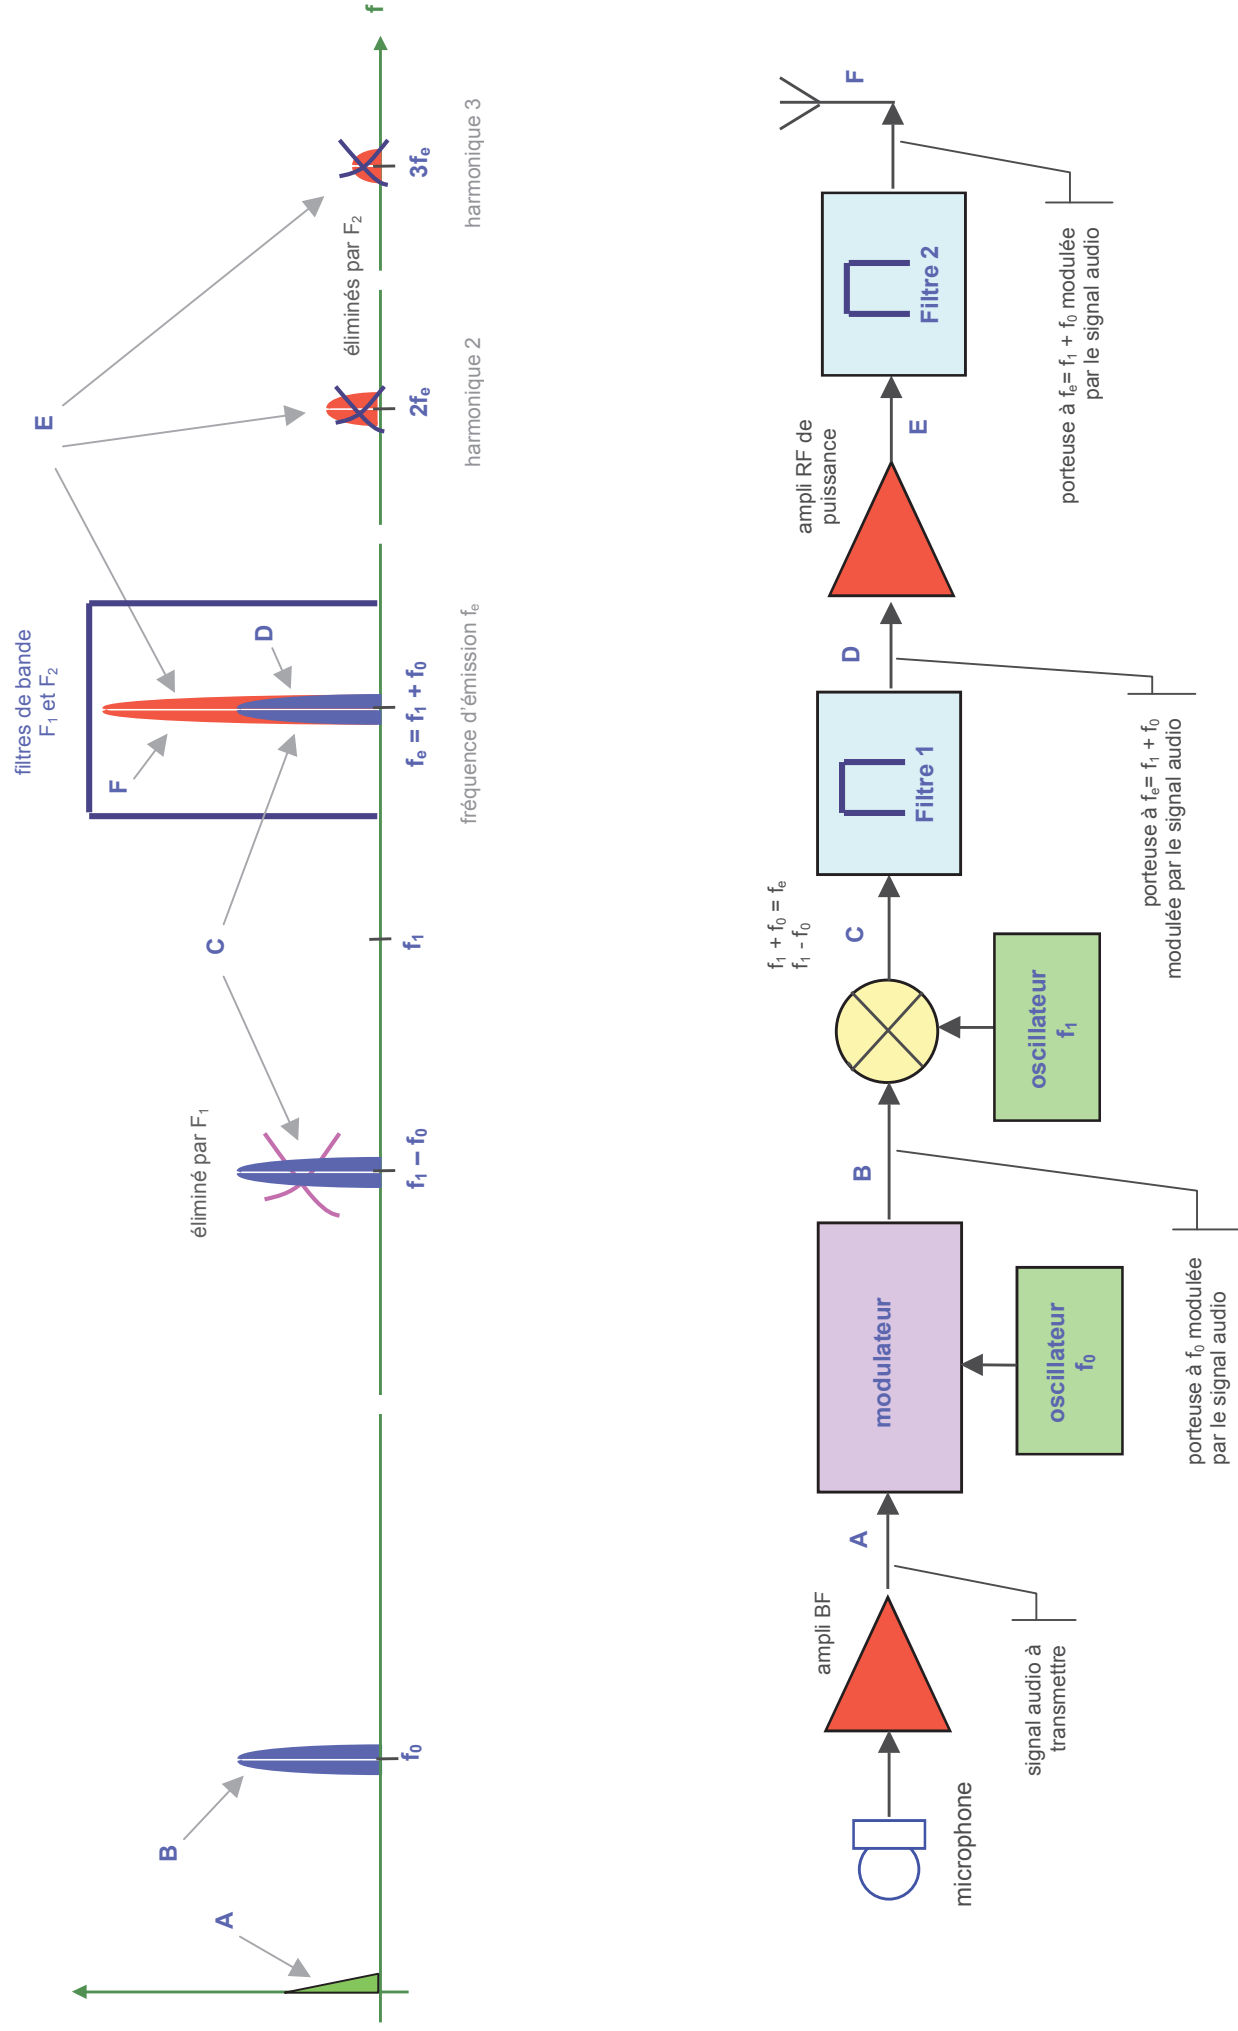 filtres de bande
F₁ et F₂
E
F
D
C
éliminé par F₁
éliminés par F₂
B
A
f₀
f₁ – f₀
f₁
fₑ = f₁ + f₀
2fₑ
3fₑ
f
fréquence d'émission fₑ
harmonique 2
harmonique 3
ampli BF
f₁ + f₀ = fₑ
f₁ - f₀
ampli RF de
puissance
A
B
C
D
E
F
modulateur
Filtre 1
Filtre 2
microphone
oscillateur
f₀
oscillateur
f₁
signal audio à
transmettre
porteuse à f₀ modulée
par le signal audio
porteuse à fₑ= f₁ + f₀
modulée par le signal audio
porteuse à fₑ= f₁ + f₀ modulée
par le signal audio